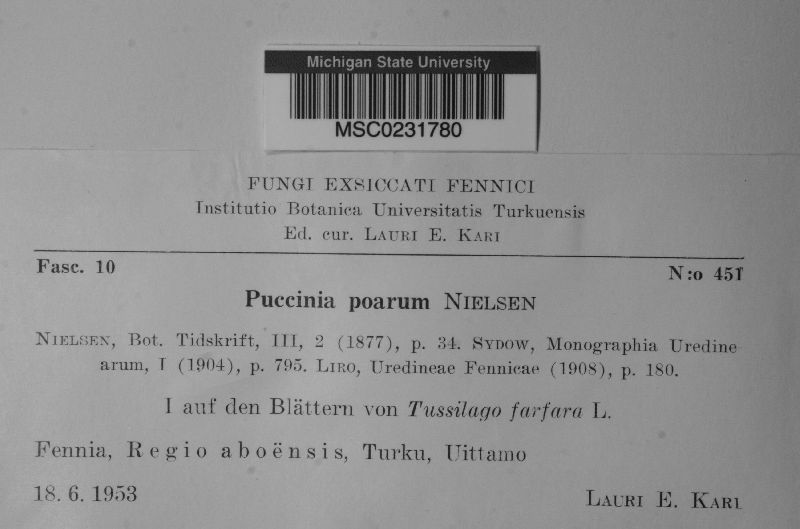 Michigan State University
MSC0231780
FUNGI EXSICCATI FENNICI
Institutio Botanica Universitatis Turkuensis
Ed. cur. LAURI E. KARI
Fasc. 10
N:o 451
Puccinia poarum NIELSEN
NIELSEN, Bot. Tidskrift, III, 2 (1877), p. 34. SYDOW, Monographia Uredine-
arum, I (1904), p. 795. LIRO, Uredineae Fennicae (1908), p. 180.
I auf den Blättern von Tussilago farfara L.
Fennia, Regio aboënsis, Turku, Uittamo
18. 6. 1953
LAURI E. KARI